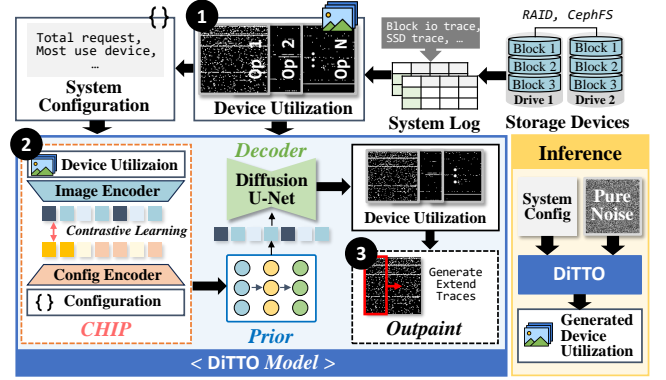 { }
Total request,
Most use device,
…
System
Configuration
1
Op 1
Op 2
...
Op N
Device Utilization
Block io trace,
SSD trace, …
System Log
RAID, CephFS
Block 1
Block 2
Block 3
Drive 1
Block 1
Block 2
Block 3
Drive 2
Storage Devices
2
Device Utilizaion
Image Encoder
Contrastive Learning
Config Encoder
{ } Configuration
CHIP
Decoder
Diffusion
U-Net
Prior
Device Utilization
3
Generate
Extend
Traces
Outpaint
< DiTTO Model >
Inference
System
Config
Pure
Noise
DiTTO
Generated
Device
Utilization